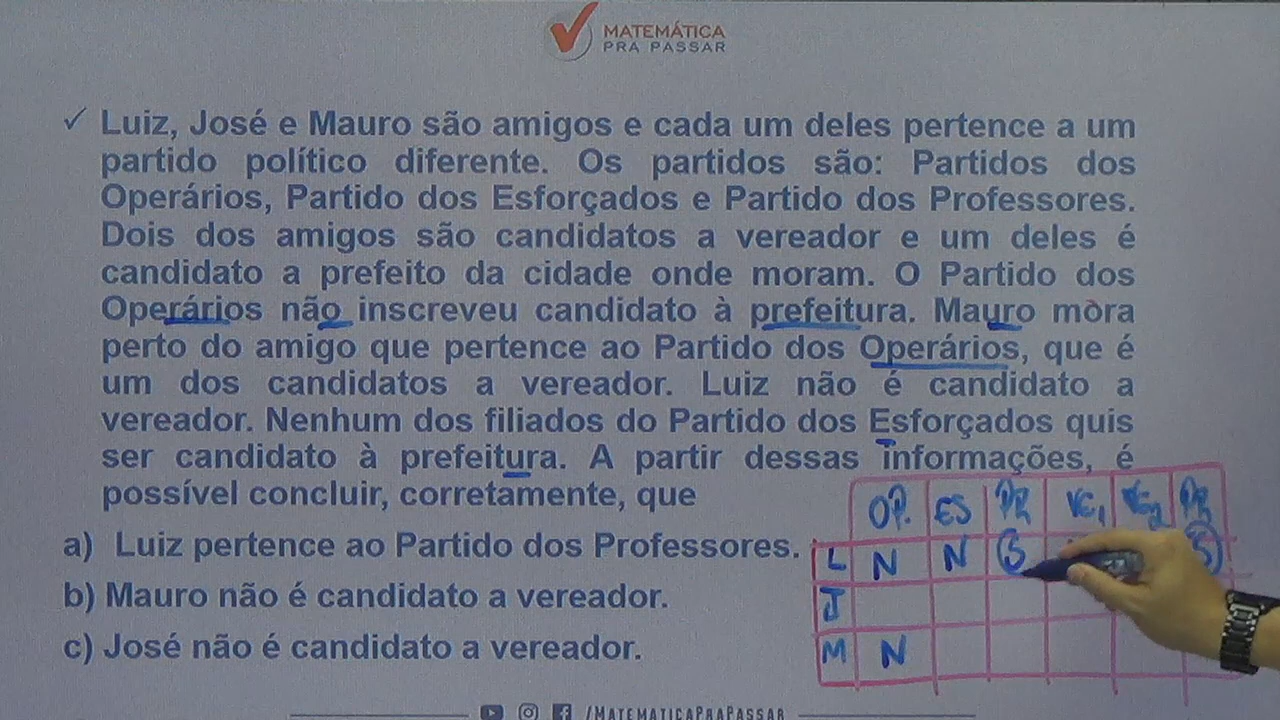 MATEMÁTICA
PRA PASSAR
✓ Luiz, José e Mauro são amigos e cada um deles pertence a um
partido político diferente. Os partidos são: Partidos dos
Operários, Partido dos Esforçados e Partido dos Professores.
Dois dos amigos são candidatos a vereador e um deles é
candidato a prefeito da cidade onde moram. O Partido dos
Operários não inscreveu candidato à prefeitura. Mauro mora
perto do amigo que pertence ao Partido dos Operários, que é
um dos candidatos a vereador. Luiz não é candidato a
vereador. Nenhum dos filiados do Partido dos Esforçados quis
ser candidato à prefeitura. A partir dessas informações, é
possível concluir, corretamente, que
OP. ES PR VE1 VE2 PR
a) Luiz pertence ao Partido dos Professores.
L N N S S
b) Mauro não é candidato a vereador.
J
c) José não é candidato a vereador.
M N
/MATEMATICAPRAPASSAR